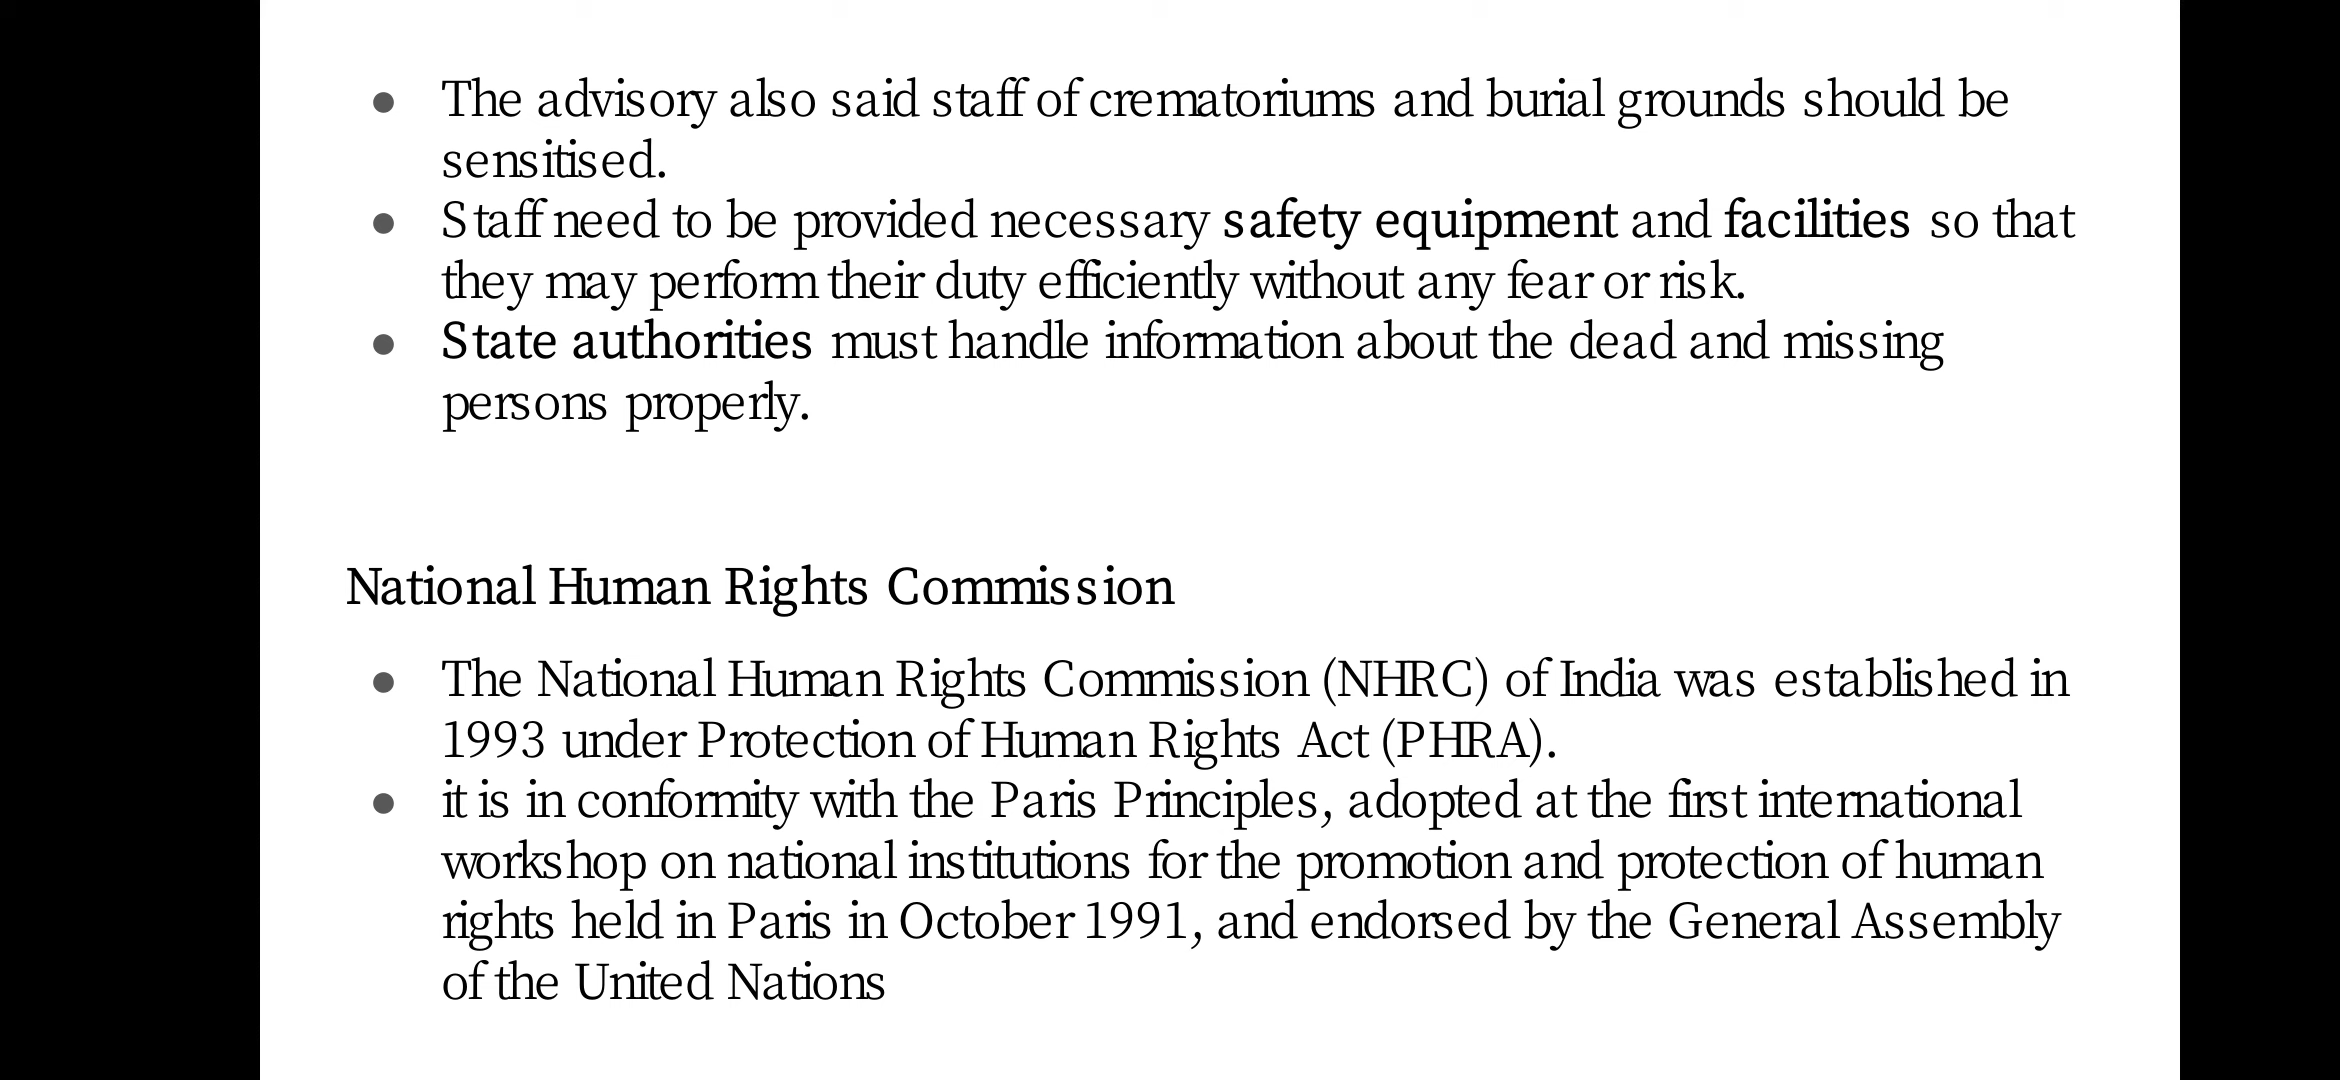 ● The advisory also said staff of crematoriums and burial grounds should be
sensitised.
● Staff need to be provided necessary safety equipment and facilities so that
they may perform their duty efficiently without any fear or risk.
● State authorities must handle information about the dead and missing
persons properly.
National Human Rights Commission
● The National Human Rights Commission (NHRC) of India was established in
1993 under Protection of Human Rights Act (PHRA).
● it is in conformity with the Paris Principles, adopted at the first international
workshop on national institutions for the promotion and protection of human
rights held in Paris in October 1991, and endorsed by the General Assembly
of the United Nations